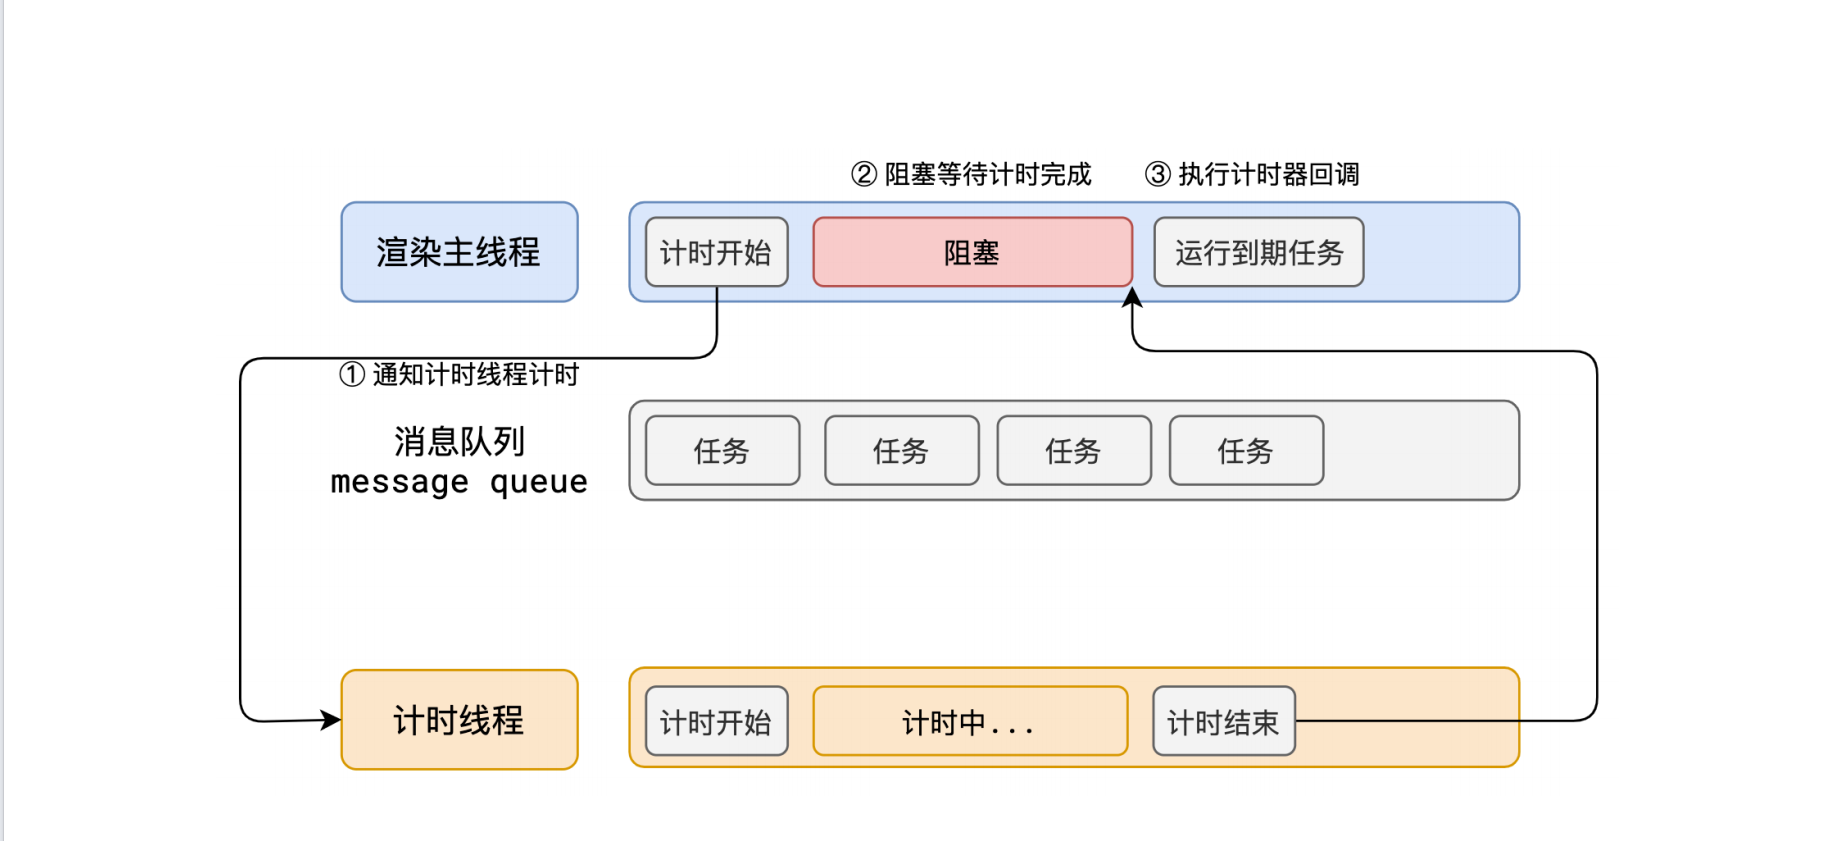 ② 阻塞等待计时完成
③ 执行计时器回调
渲染主线程
计时开始
阻塞
运行到期任务
① 通知计时线程计时
消息队列
message queue
任务
任务
任务
任务
计时线程
计时开始
计时中...
计时结束